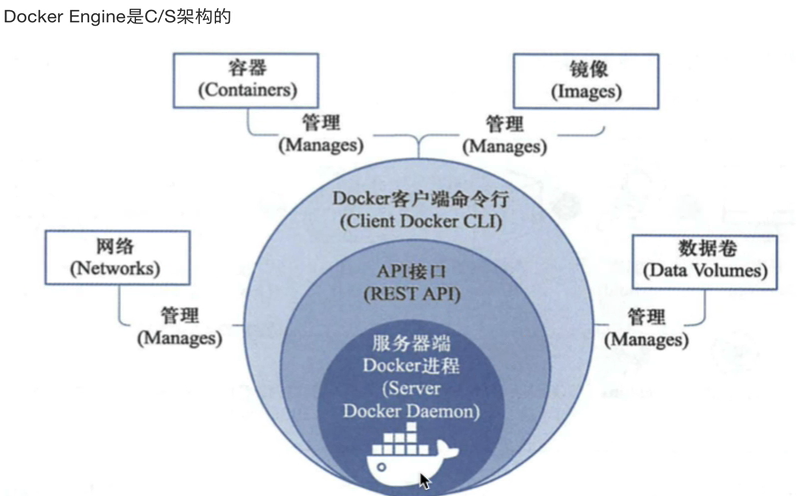 Docker Engine是C/S架构的
容器
(Containers)
镜像
(Images)
管理
(Manages)
管理
(Manages)
Docker客户端命令行
(Client Docker CLI)
网络
(Networks)
数据卷
(Data Volumes)
API接口
(REST API)
管理
(Manages)
管理
(Manages)
服务器端
Docker进程
(Server
Docker Daemon)